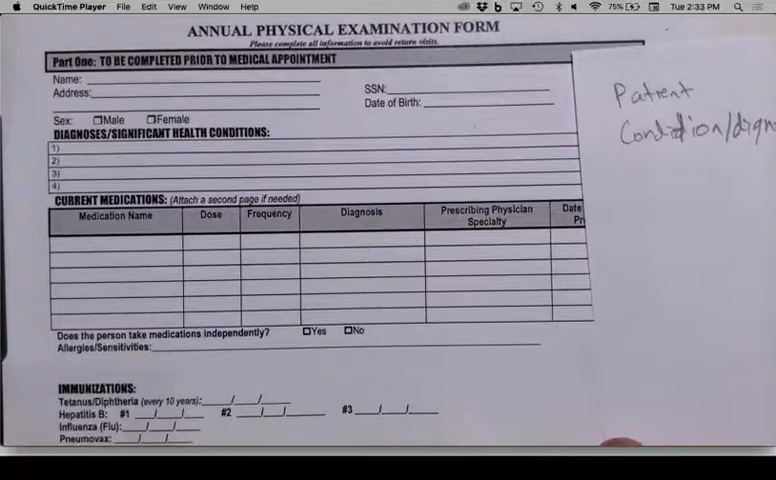 QuickTime Player File Edit View Window Help 75% Tue 2:33 PM
ANNUAL PHYSICAL EXAMINATION FORM
Please complete all information to avoid return visits.
Part One: TO BE COMPLETED PRIOR TO MEDICAL APPOINTMENT
Name:
SSN:
Address:
Date of Birth:
Sex: Male Female
DIAGNOSES/SIGNIFICANT HEALTH CONDITIONS:
1)
2)
3)
4)
CURRENT MEDICATIONS: (Attach a second page if needed)
Medication Name Dose Frequency Diagnosis Prescribing Physician Specialty Date Pr
Does the person take medications independently? Yes No
Allergies/Sensitivities:
IMMUNIZATIONS:
Tetanus/Diphtheria (every 10 years): / /
Hepatitis B: #1 / / #2 / / #3 / /
Influenza (Flu): / /
Pneumovax: / /
Patient
Condition/diagn